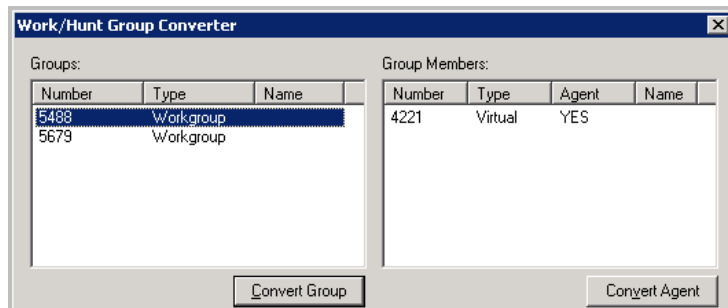 Work/Hunt Group Converter
Groups:
Number Type Name
5488 Workgroup
5679 Workgroup
Convert Group
Group Members:
Number Type Agent Name
4221 Virtual YES
Convert Agent